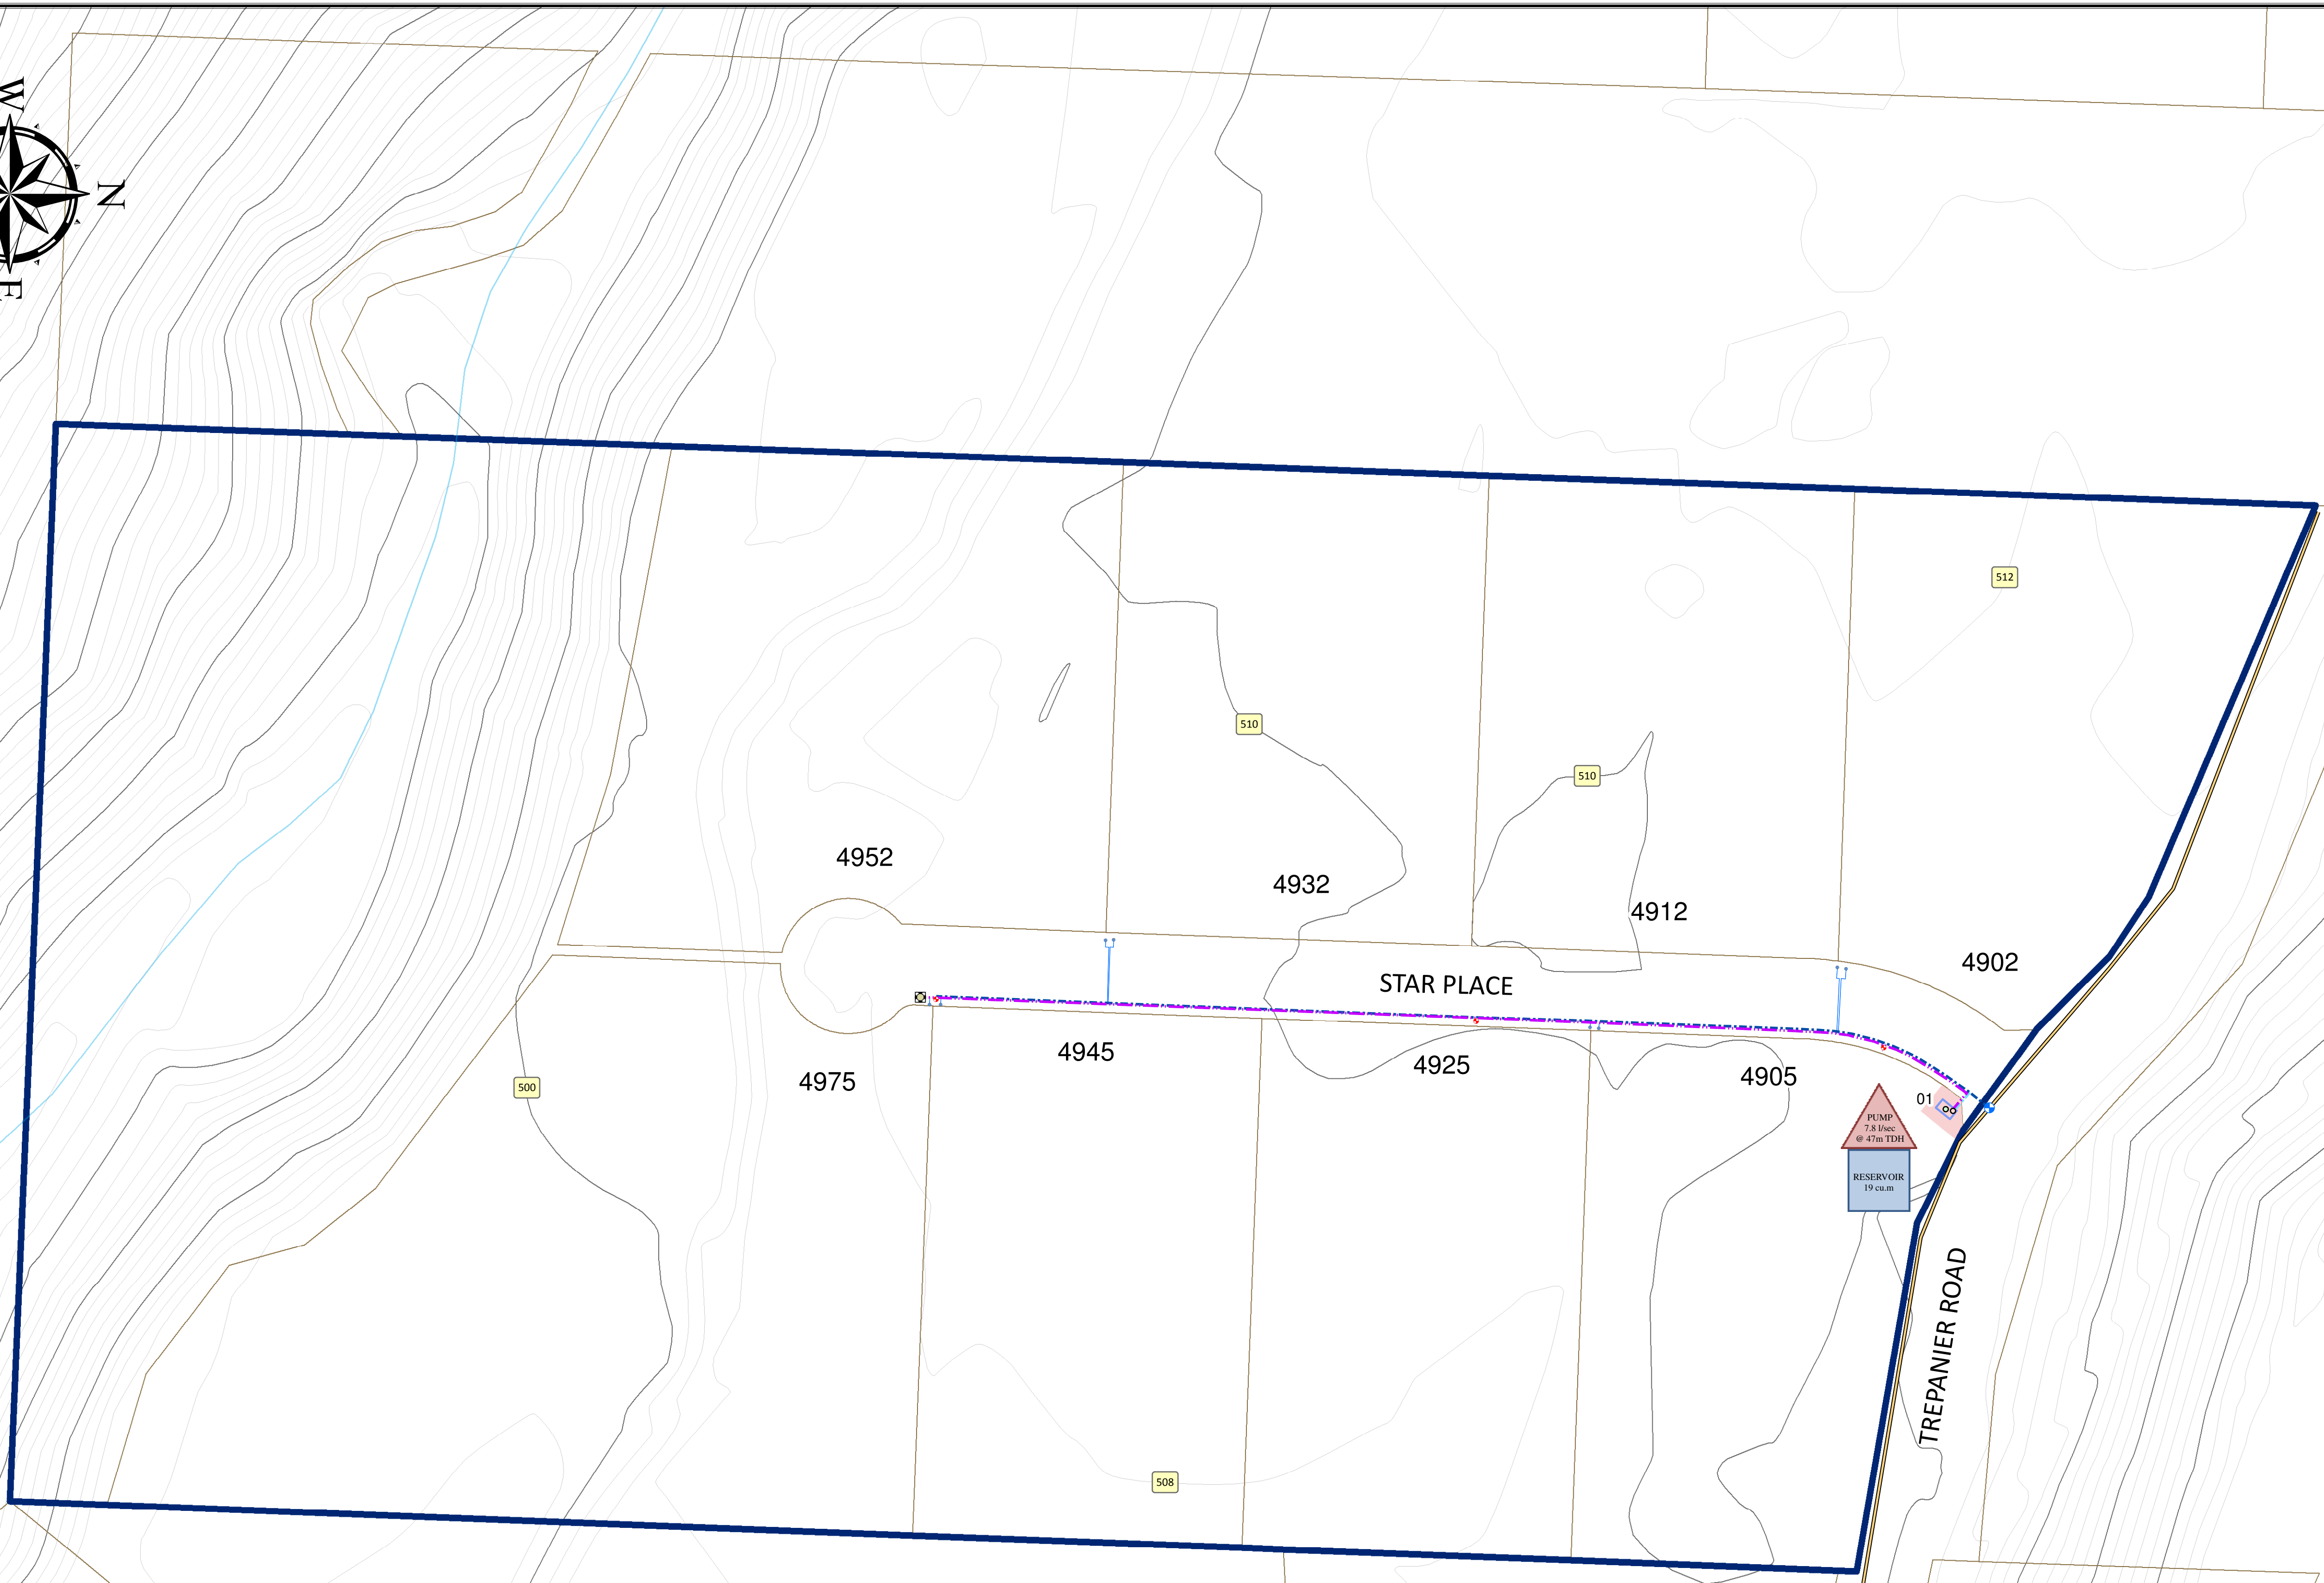 W
N
E
512
510
510
4952
4932
4912
4902
STAR PLACE
4945
4925
4905
4975
500
01
PUMP
7.8 l/sec
@ 47m TDH
RESERVOIR
19 cu.m
TREPANIER ROAD
508